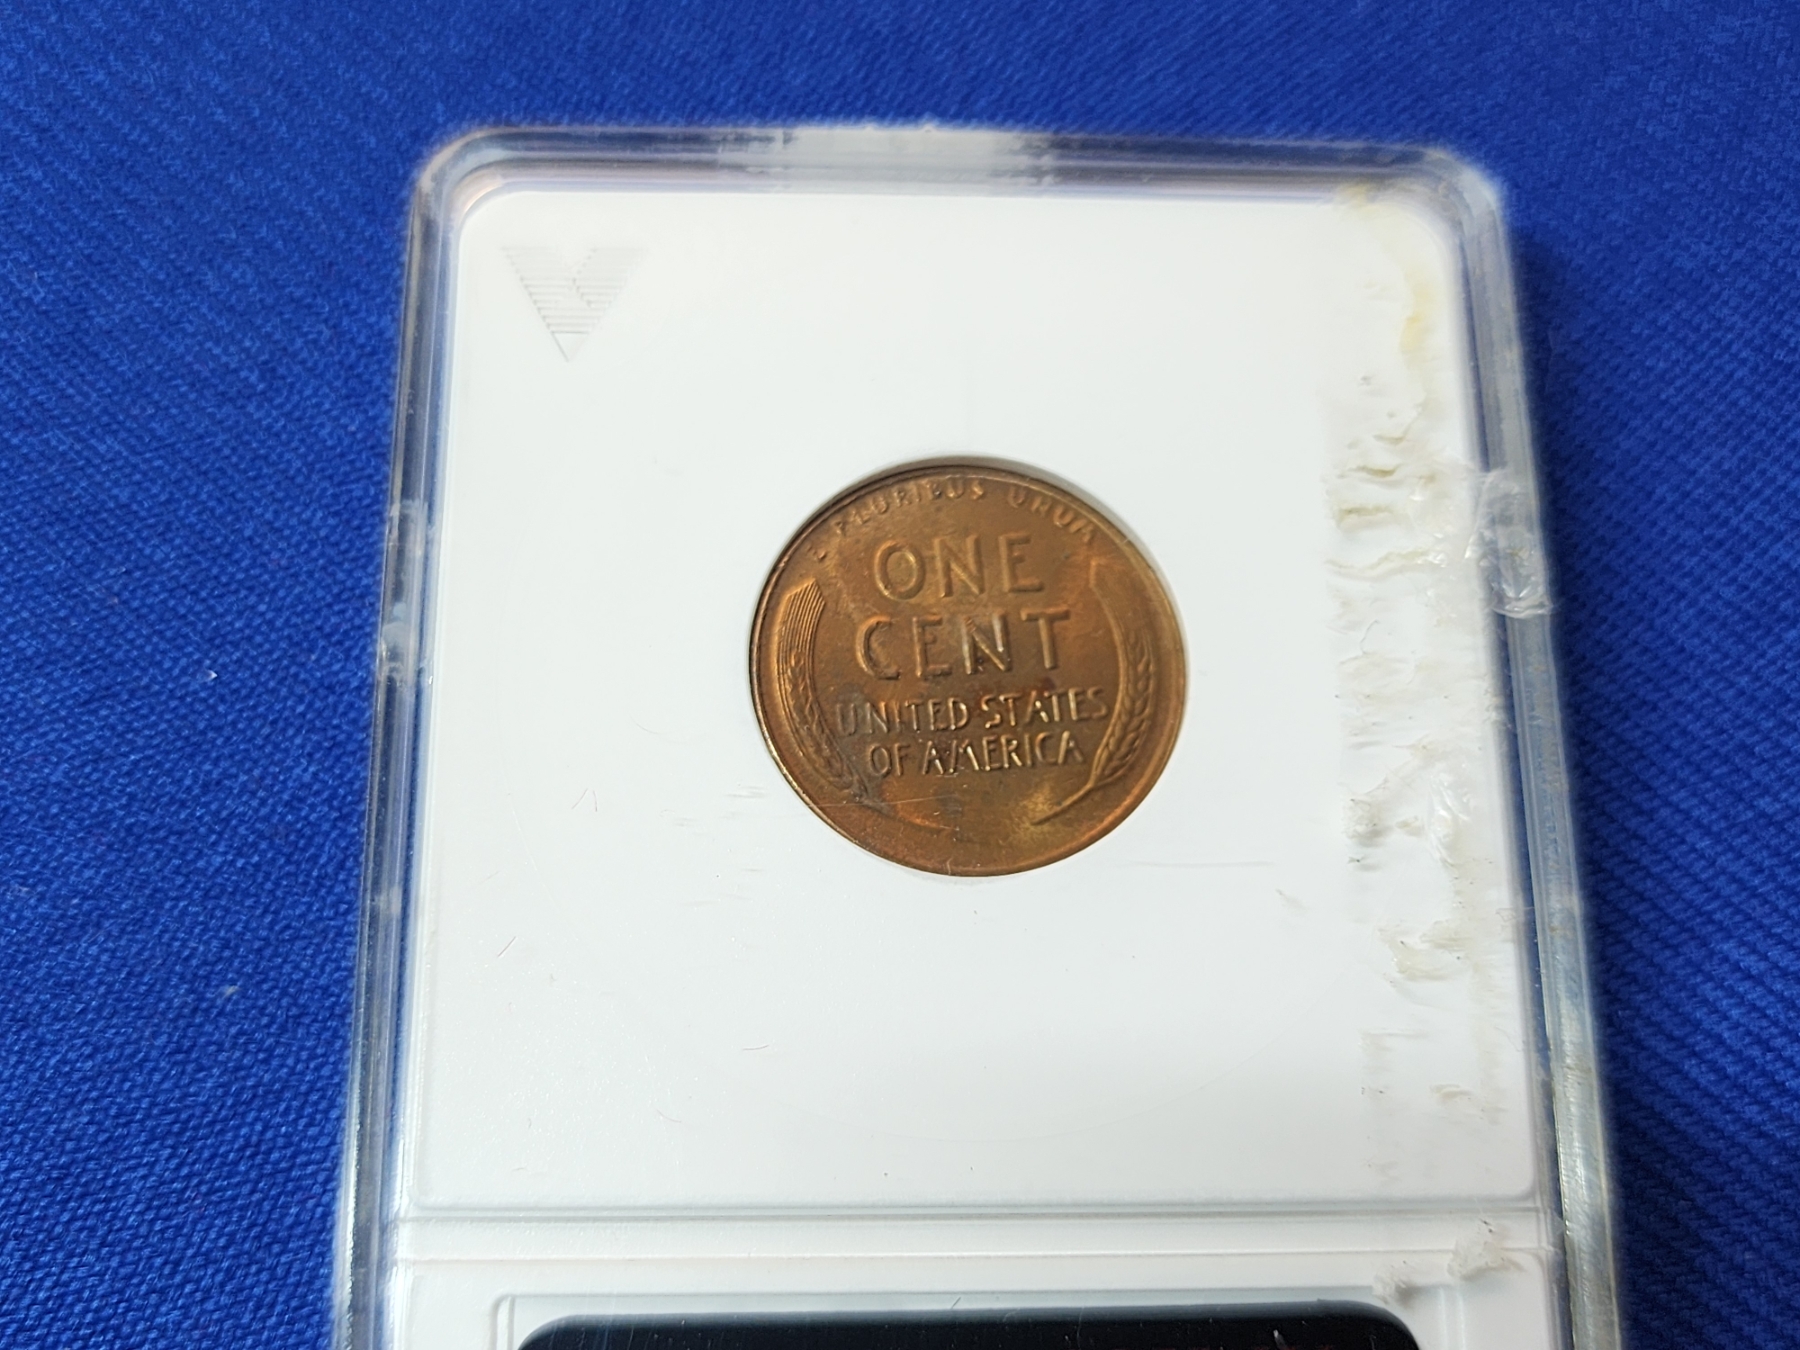 PLURIBUS UNUM
ONE
CENT
UNITED STATES
OF AMERICA